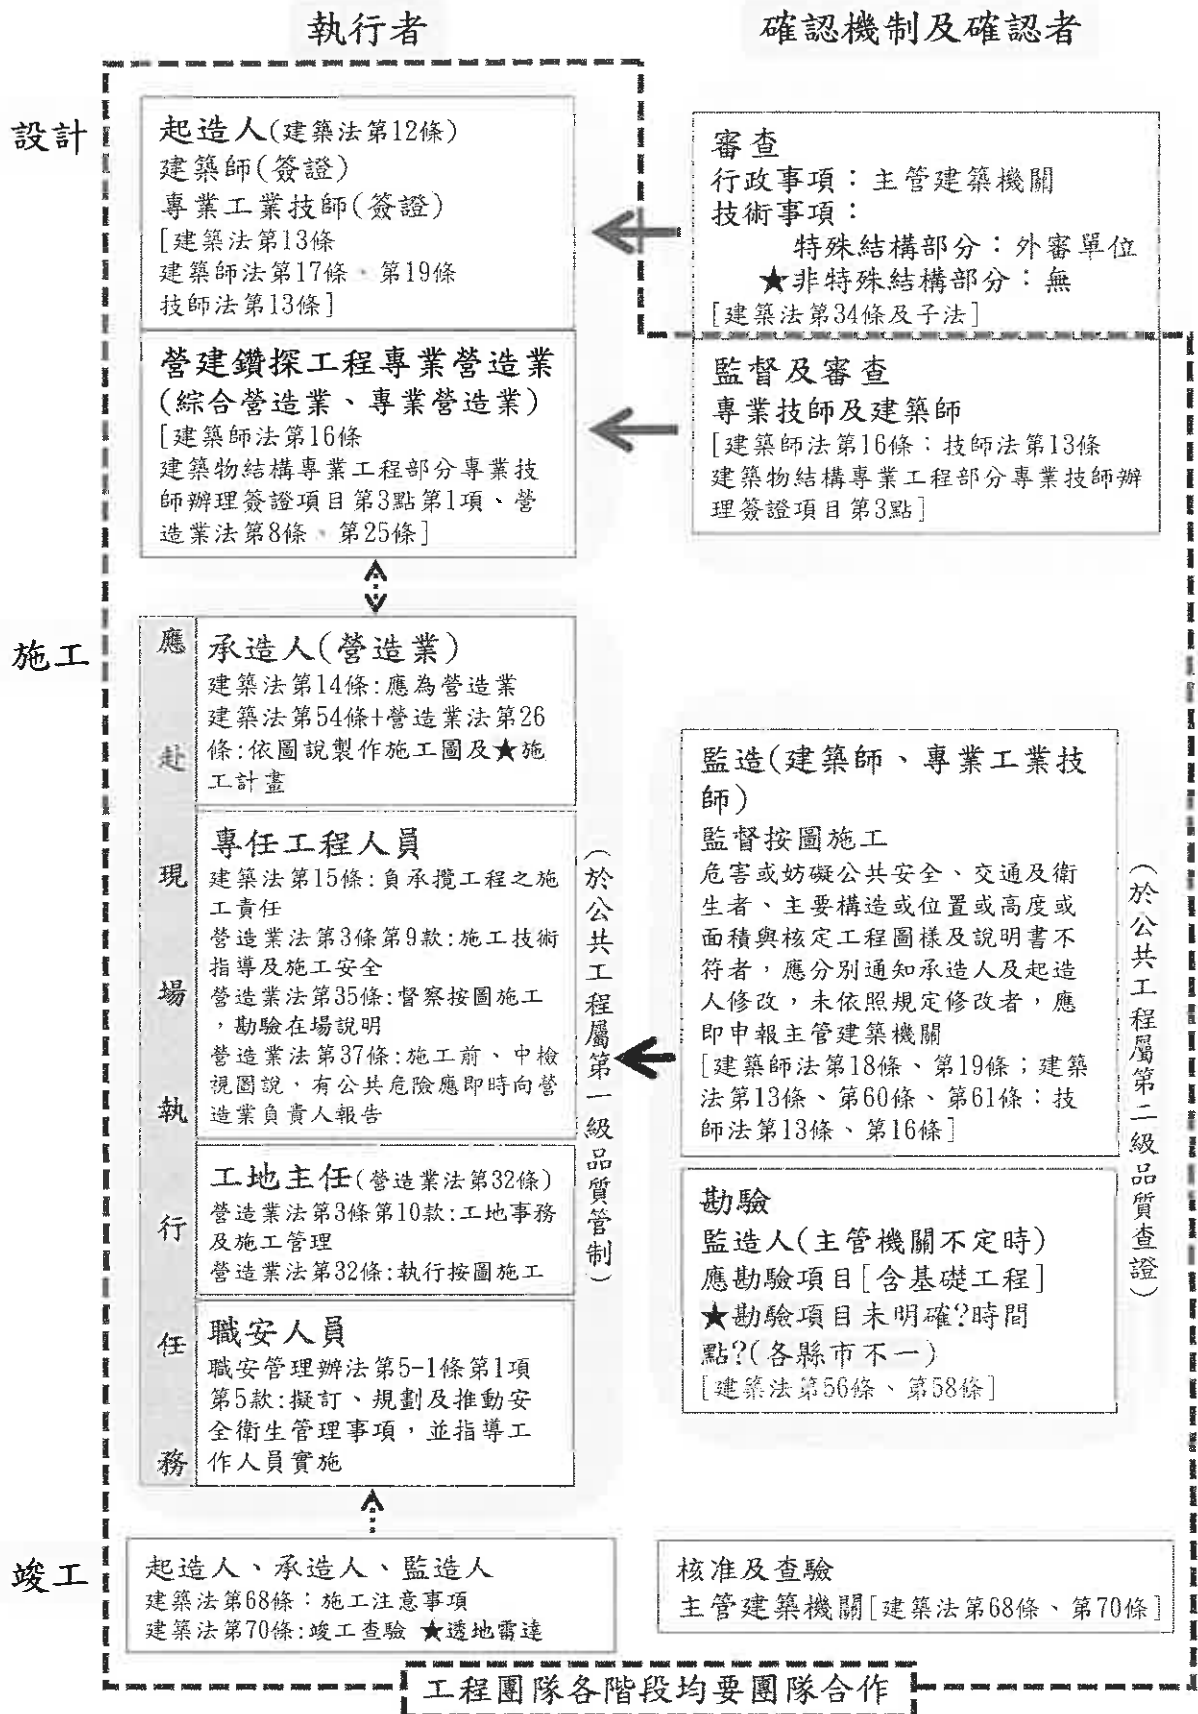 執行者
確認機制及確認者
設計
起造人(建築法第12條)
建築師(簽證)
專業工業技師(簽證)
[建築法第13條
建築師法第17條、第19條
技師法第13條]
審查
行政事項：主管建築機關
技術事項：
特殊結構部分：外審單位
★非特殊結構部分：無
[建築法第34條及子法]
營建鑽探工程專業營造業
(綜合營造業、專業營造業)
[建築師法第16條
建築物結構專業工程部分專業技
師辦理簽證項目第3點第1項、營
造業法第8條、第25條]
監督及審查
專業技師及建築師
[建築師法第16條；技師法第13條
建築物結構專業工程部分專業技師辦
理簽證項目第3點]
施工
應赴現場執行任務
承造人(營造業)
建築法第14條:應為營造業
建築法第54條+營造業法第26
條:依圖說製作施工圖及★施
工計畫
專任工程人員
建築法第15條:負承攬工程之施
工責任
營造業法第3條第9款:施工技術
指導及施工安全
營造業法第35條:督察按圖施工
，勘驗在場說明
營造業法第37條:施工前、中檢
視圖說、有公共危險應即時向營
造業負責人報告
工地主任(營造業法第32條)
營造業法第3條第10款:工地事務
及施工管理
營造業法第32條:執行按圖施工
職安人員
職安管理辦法第5-1條第1項
第5款:擬訂、規劃及推動安
全衛生管理事項，並指導工
作人員實施
(於公共工程屬第一級品質管制)
監造(建築師、專業工業技
師)
監督按圖施工
危害或妨礙公共安全、交通及衛
生者、主要構造或位置或高度或
面積與核定工程圖樣及說明書不
符者，應分別通知承造人及起造
人修改，未依照規定修改者，應
即申報主管建築機關
[建築師法第18條、第19條；建築
法第13條、第60條、第61條；技
師法第13條、第16條]
勘驗
監造人(主管機關不定時)
應勘驗項目[含基礎工程]
★勘驗項目未明確?時間
點?(各縣市不一)
[建築法第56條、第58條]
(於公共工程屬第二級品質查證)
竣工
起造人、承造人、監造人
建築法第68條：施工注意事項
建築法第70條:竣工查驗 ★透地雷達
核准及查驗
主管建築機關[建築法第68條、第70條]
工程團隊各階段均要團隊合作